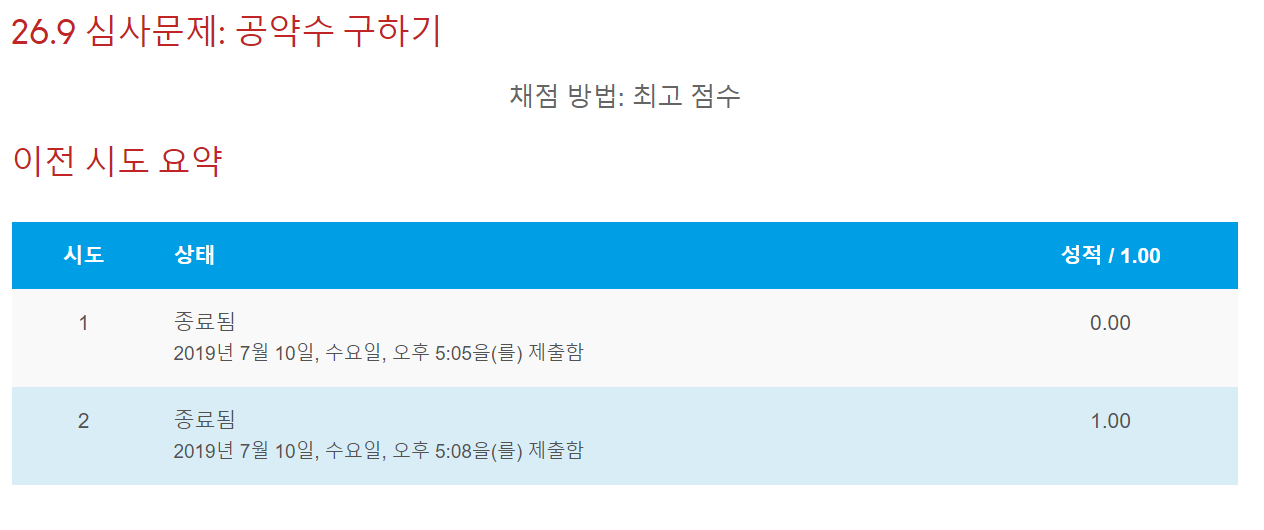 26.9 심사문제: 공약수 구하기
채점 방법: 최고 점수
이전 시도 요약
시도 상태 성적 / 1.00
1 종료됨 0.00
2019년 7월 10일, 수요일, 오후 5:05을(를) 제출함
2 종료됨 1.00
2019년 7월 10일, 수요일, 오후 5:08을(를) 제출함